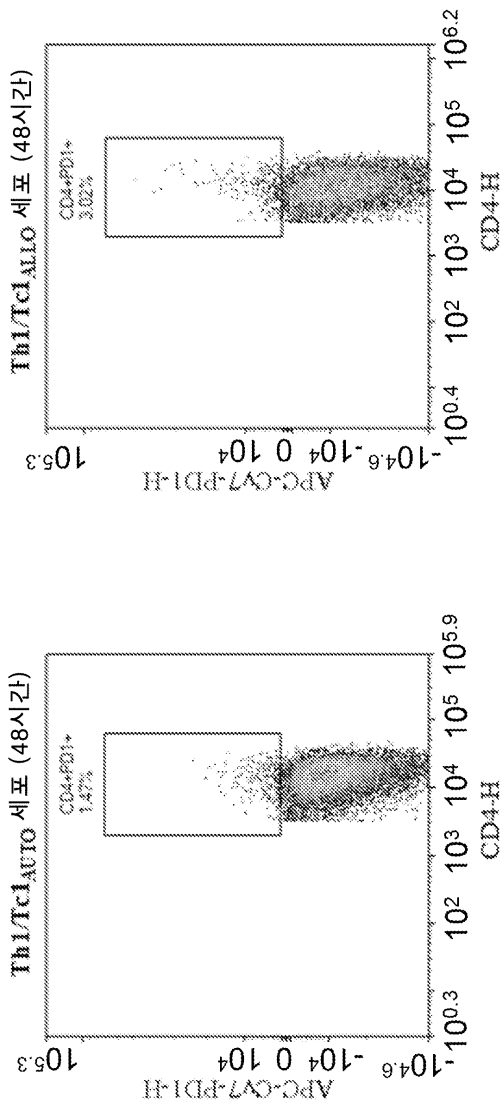 Th1/Tc1AUTO 세포 (48시간)
CD4+PD1+
1.47%
APC-Cy7-PD1-H
10^5.3
10^4
0
-10^4
-10^4.6
10^0.3 10^2 10^3 10^4 10^5 10^5.9
CD4-H
Th1/Tc1ALLO 세포 (48시간)
CD4+PD1+
3.02%
APC-Cy7-PD1-H
10^5.3
10^4
0
-10^4
-10^4.6
10^0.4 10^2 10^3 10^4 10^5 10^6.2
CD4-H